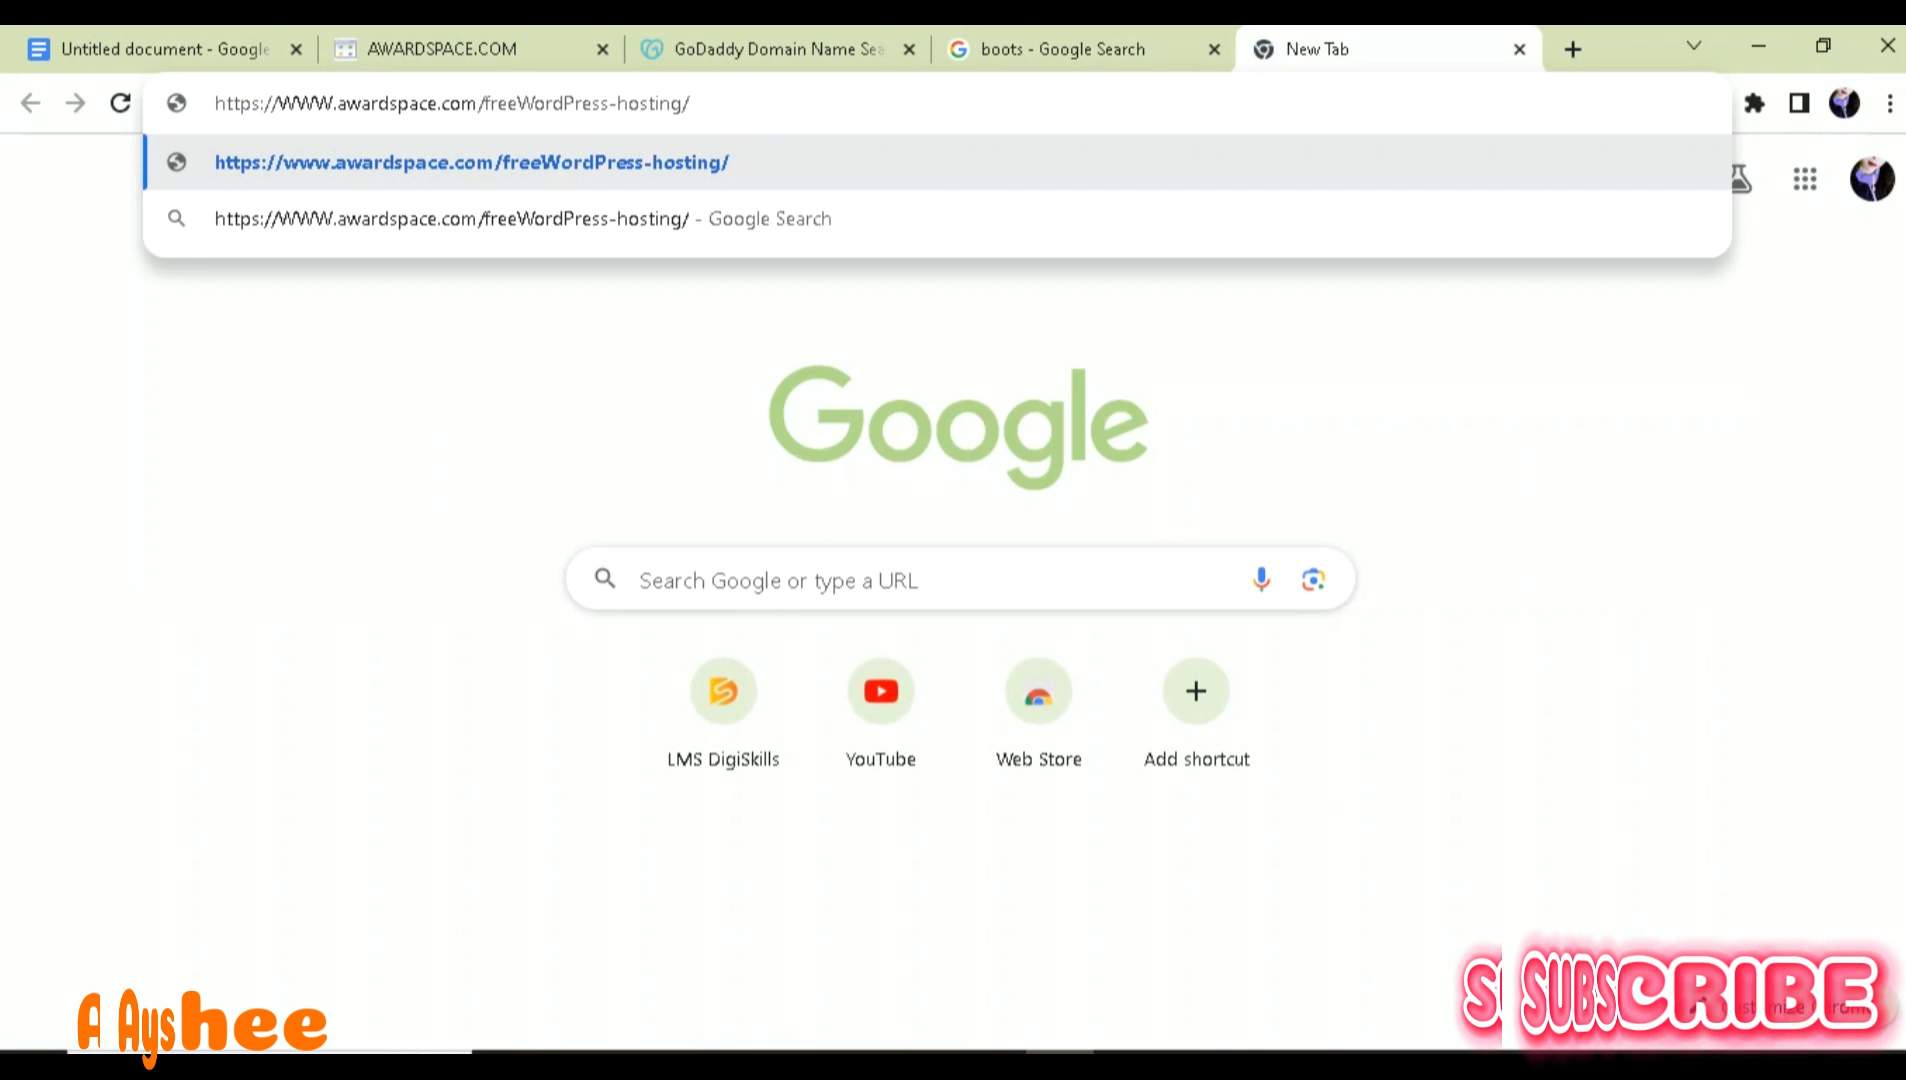 Untitled document - Google
AWARDSPACE.COM
GoDaddy Domain Name Sea
boots - Google Search
New Tab
https://WWW.awardspace.com/freeWordPress-hosting/
https://www.awardspace.com/freeWordPress-hosting/
https://WWW.awardspace.com/freeWordPress-hosting/ - Google Search
Google
Search Google or type a URL
LMS DigiSkills
YouTube
Web Store
Add shortcut
A Ayshee
SUBSCRIBE